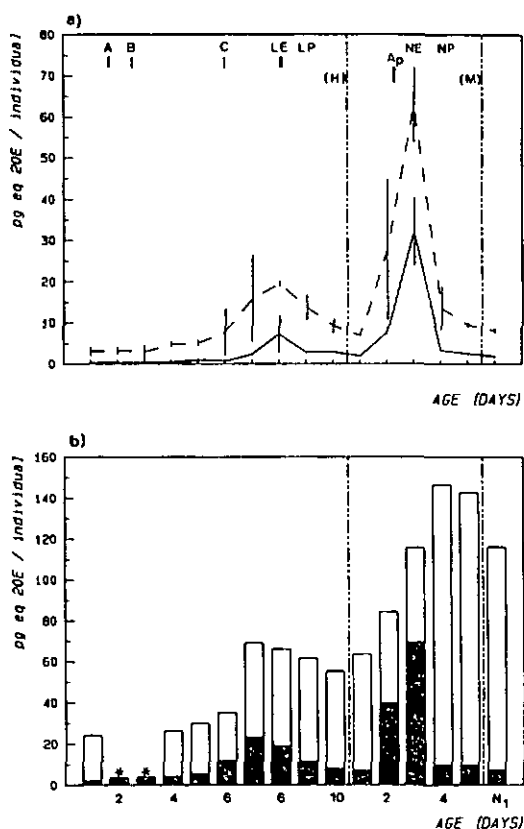 a)
A B C LE LP NE NP
Ap
(H) (M)
80
70
60
50
40
30
20
10
0
pg eq 20E / individual
AGE (DAYS)
b)
160
140
120
100
80
60
40
20
0
pg eq 20E / individual
* *
2 4 6 6 10 2 4 N1
AGE (DAYS)